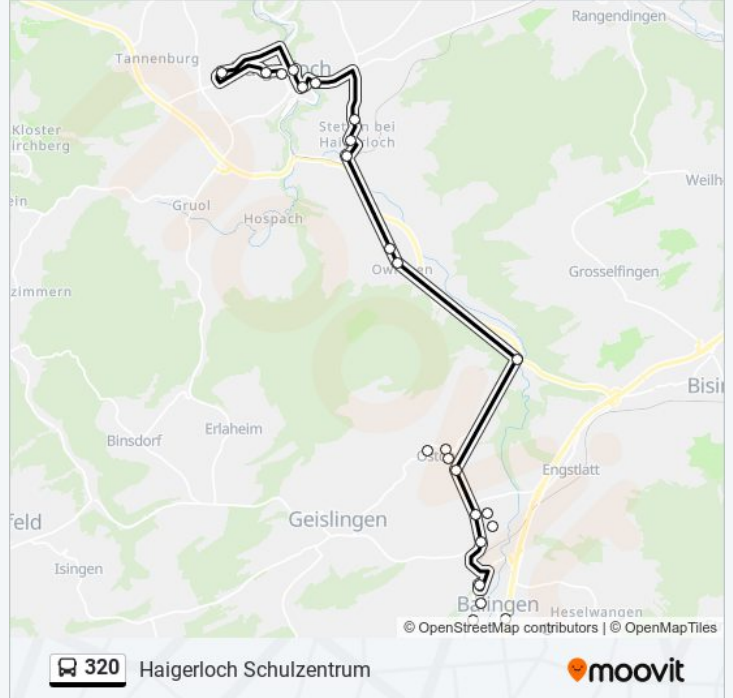 Rangendingen
Tannenburg
Kloster
irchberg
Stetten bei
Haigerloch
Weilh
ein
Gruol
Hospach
Owingen
Grosselfingen
zimmern
Bisir
Binsdorf
Erlaheim
Engstlatt
feld
Geislingen
Isingen
Balingen
Heselwangen
© OpenStreetMap contributors | © OpenMapTiles
320
Haigerloch Schulzentrum
moovit